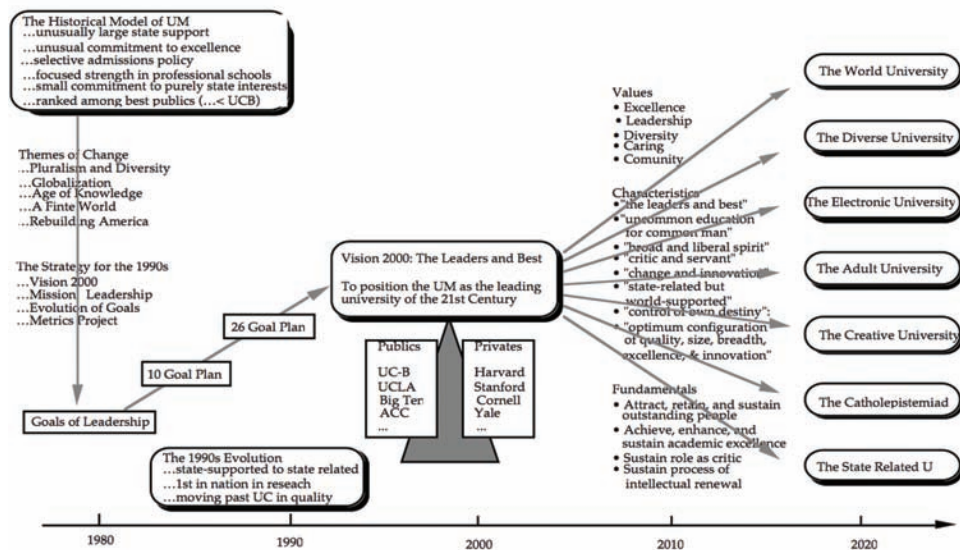 The Historical Model of UM
...unusually large state support
...unusual commitment to excellence
...selective admissions policy
...focused strength in professional schools
...small commitment to purely state interests
...ranked among best publics (...< UCB)
Themes of Change
...Pluralism and Diversity
...Globalization
...Age of Knowledge
...A Finte World
...Rebuilding America
The Strategy for the 1990s
...Vision 2000
...Mission Leadership
...Evolution of Goals
...Metrics Project
Goals of Leadership
10 Goal Plan
26 Goal Plan
The 1990s Evolution
...state-supported to state related
...1st in nation in reseach
...moving past UC in quality
Vision 2000: The Leaders and Best
To position the UM as the leading
university of the 21st Century
Publics
UC-B
UCLA
Big Ten
ACC
...
Privates
Harvard
Stanford
Cornell
Yale
...
Values
• Excellence
• Leadership
• Diversity
• Caring
• Comunity
Characteristics
•"the leaders and best"
•"uncommon education
for common man"
•"broad and liberal spirit"
•"critic and servant"
•"change and innovation"
•"state-related but
world-supported"
•"control of own destiny":
•"optimum configuration
of quality, size, breadth,
excellence, & innovation"
Fundamentals
• Attract, retain, and sustain
outstanding people
• Achieve, enhance, and
sustain academic excellence
• Sustain role as critic
• Sustain process of
intellectual renewal
The World University
The Diverse University
The Electronic University
The Adult University
The Creative University
The Catholepistemiad
The State Related U
1980
1990
2000
2010
2020